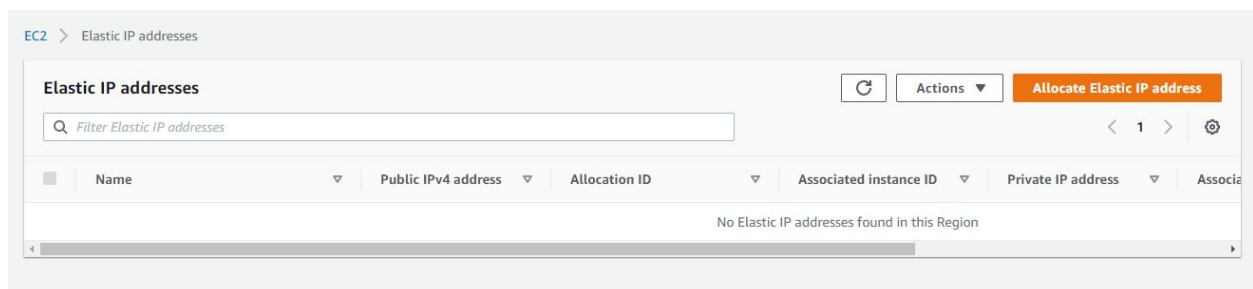 EC2 > Elastic IP addresses
Elastic IP addresses
Actions
Allocate Elastic IP address
Filter Elastic IP addresses
1
Name Public IPv4 address Allocation ID Associated instance ID Private IP address Associa
No Elastic IP addresses found in this Region